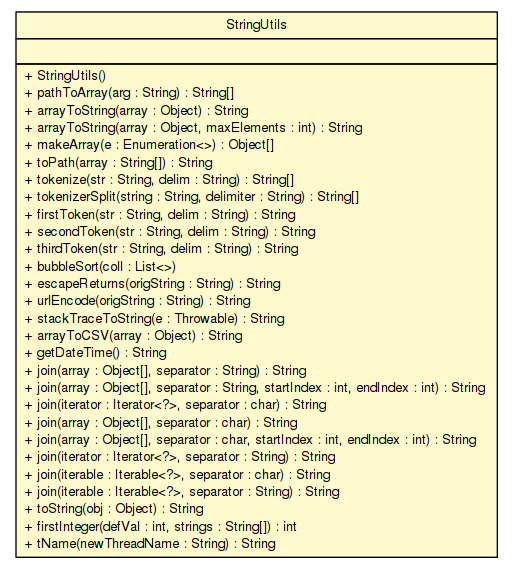 StringUtils
+ StringUtils()
+ pathToArray(arg : String) : String[]
+ arrayToString(array : Object) : String
+ arrayToString(array : Object, maxElements : int) : String
+ makeArray(e : Enumeration<>) : Object[]
+ toPath(array : String[]) : String
+ tokenize(str : String, delim : String) : String[]
+ tokenizerSplit(string : String, delimiter : String) : String[]
+ firstToken(str : String, delim : String) : String
+ secondToken(str : String, delim : String) : String
+ thirdToken(str : String, delim : String) : String
+ bubbleSort(coll : List<>)
+ escapeReturns(origString : String) : String
+ urlEncode(origString : String) : String
+ stackTraceToString(e : Throwable) : String
+ arrayToCSV(array : Object) : String
+ getDateTime() : String
+ join(array : Object[], separator : String) : String
+ join(array : Object[], separator : String, startIndex : int, endIndex : int) : String
+ join(iterator : Iterator<?>, separator : char) : String
+ join(array : Object[], separator : char) : String
+ join(array : Object[], separator : char, startIndex : int, endIndex : int) : String
+ join(iterator : Iterator<?>, separator : String) : String
+ join(iterable : Iterable<?>, separator : char) : String
+ join(iterable : Iterable<?>, separator : String) : String
+ toString(obj : Object) : String
+ firstInteger(defVal : int, strings : String[]) : int
+ tName(newThreadName : String) : String